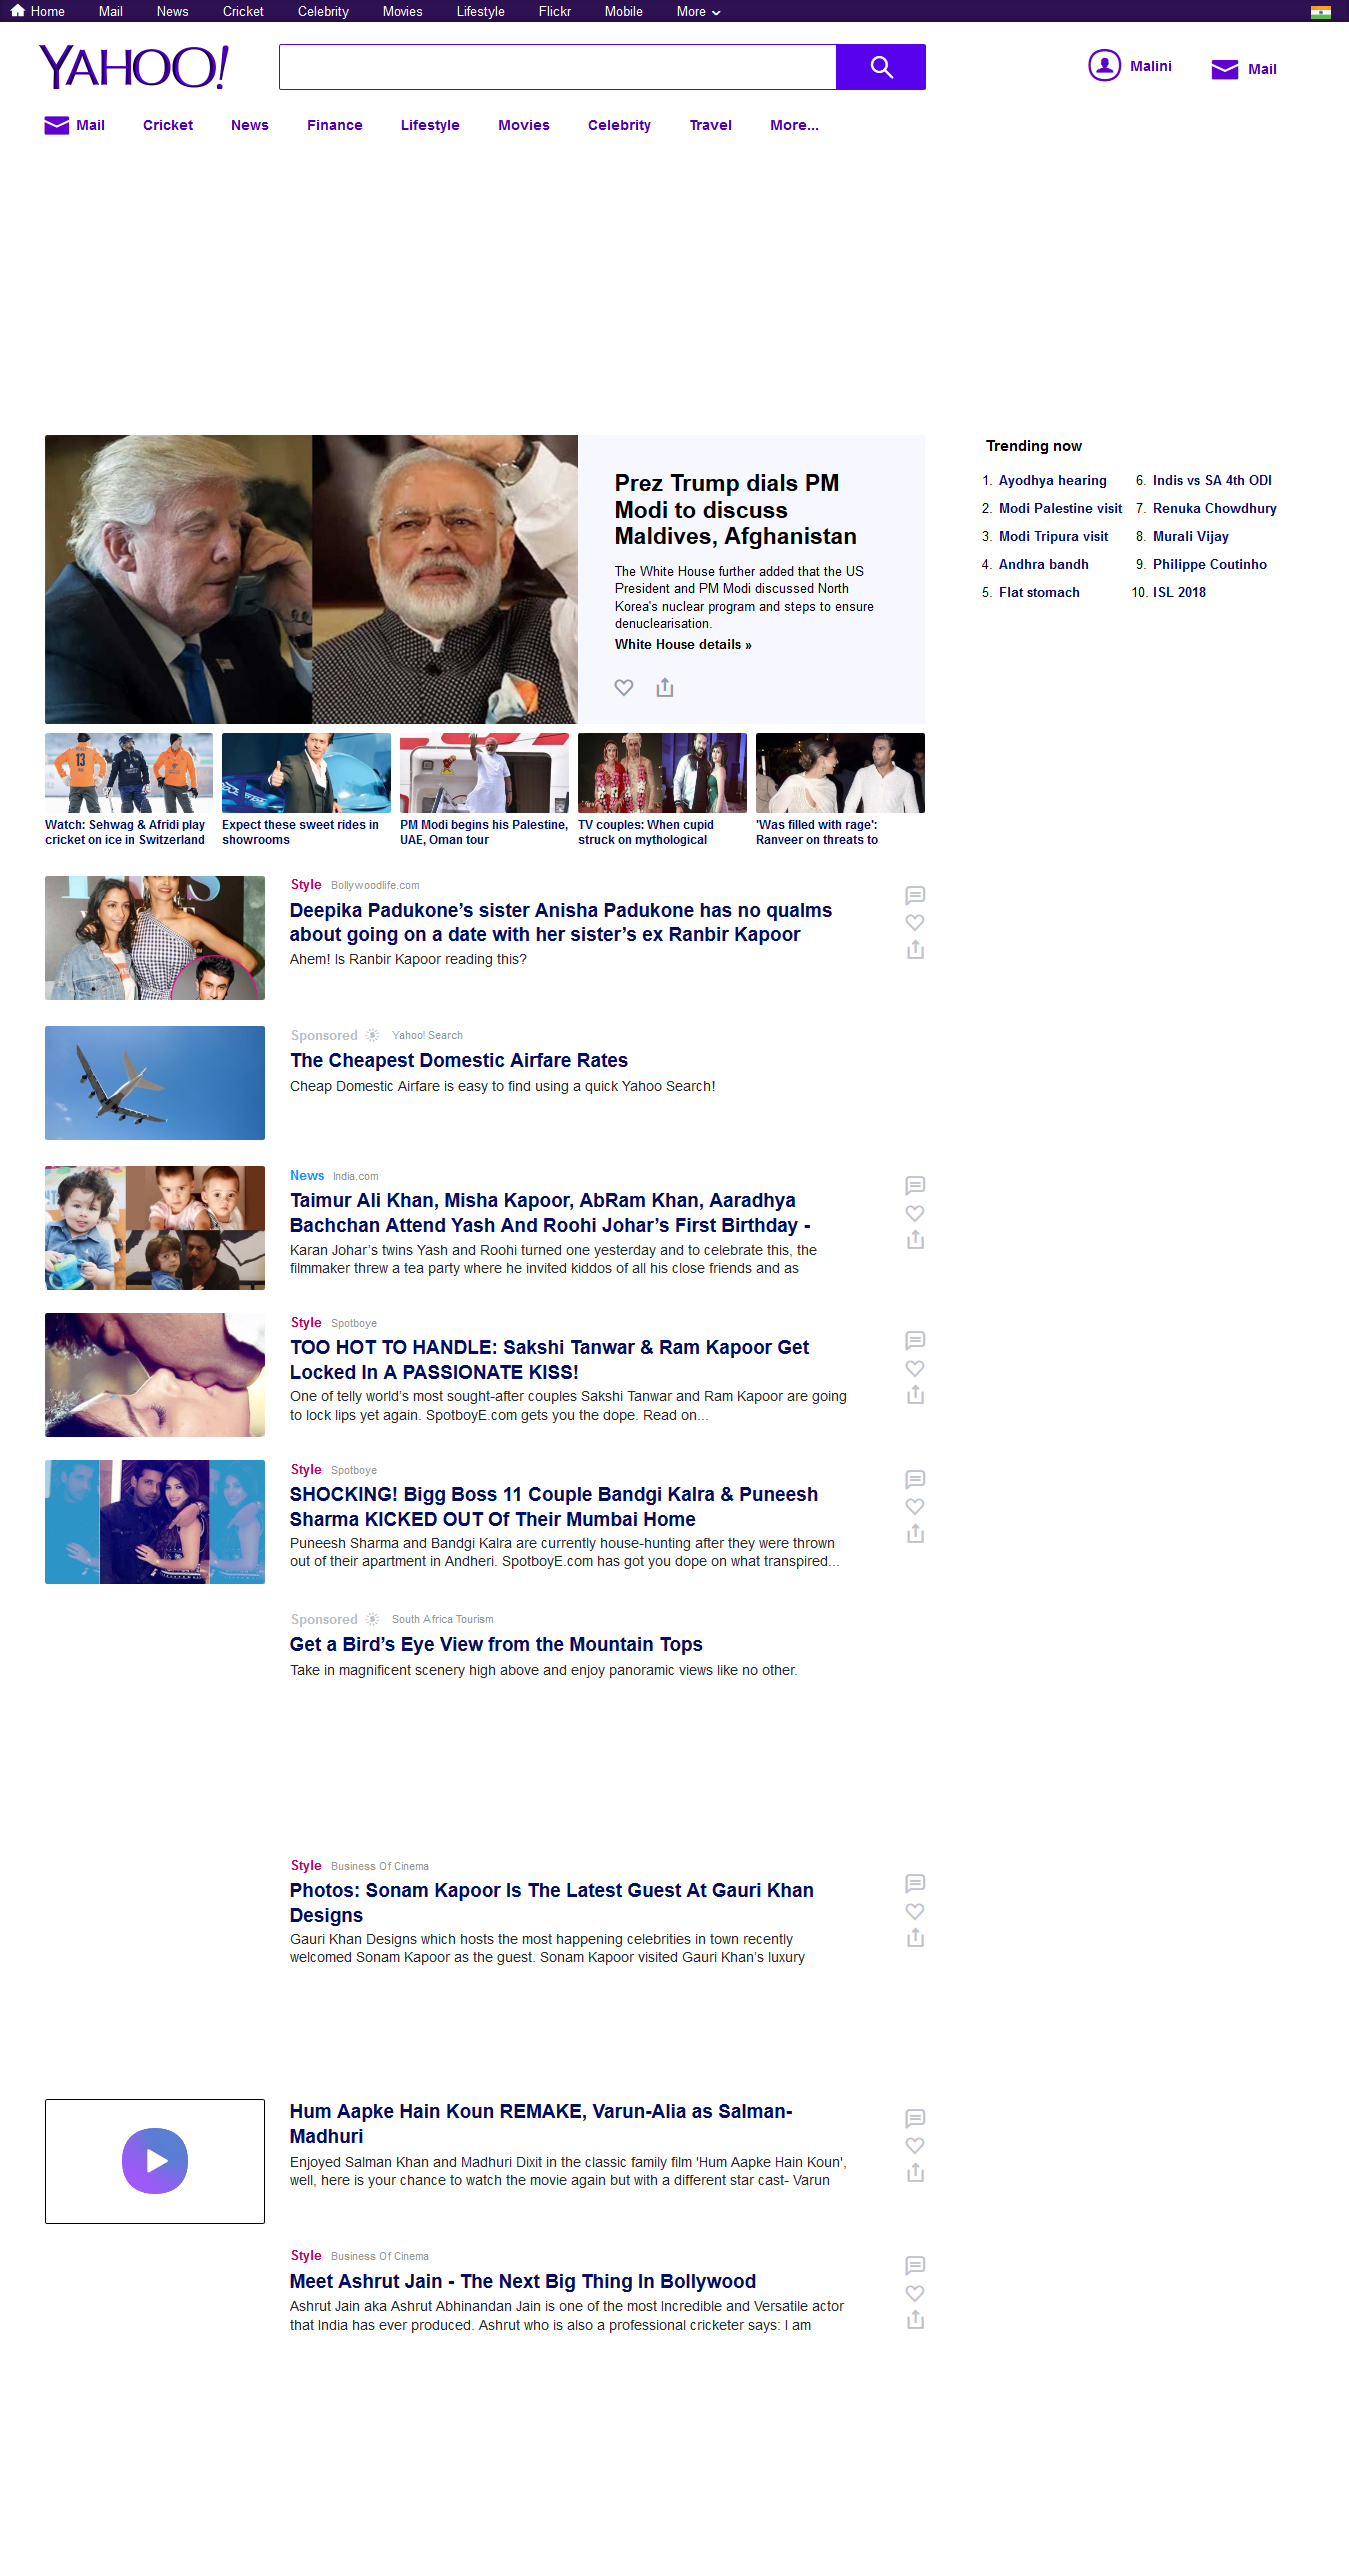 Home Mail News Cricket Celebrity Movies Lifestyle Flickr Mobile More
YAHOO!
Malini
Mail
Mail Cricket News Finance Lifestyle Movies Celebrity Travel More...
Prez Trump dials PM
Modi to discuss
Maldives, Afghanistan
The White House further added that the US
President and PM Modi discussed North
Korea's nuclear program and steps to ensure
denuclearisation.
White House details »
Trending now
1. Ayodhya hearing
2. Modi Palestine visit
3. Modi Tripura visit
4. Andhra bandh
5. Flat stomach
6. Indis vs SA 4th ODI
7. Renuka Chowdhury
8. Murali Vijay
9. Philippe Coutinho
10. ISL 2018
13
Watch: Sehwag & Afridi play
cricket on ice in Switzerland
Expect these sweet rides in
showrooms
PM Modi begins his Palestine,
UAE, Oman tour
TV couples: When cupid
struck on mythological
'Was filled with rage':
Ranveer on threats to
Style Bollywoodlife.com
Deepika Padukone’s sister Anisha Padukone has no qualms
about going on a date with her sister’s ex Ranbir Kapoor
Ahem! Is Ranbir Kapoor reading this?
Sponsored Yahoo! Search
The Cheapest Domestic Airfare Rates
Cheap Domestic Airfare is easy to find using a quick Yahoo Search!
News India.com
Taimur Ali Khan, Misha Kapoor, AbRam Khan, Aaradhya
Bachchan Attend Yash And Roohi Johar’s First Birthday -
Karan Johar’s twins Yash and Roohi turned one yesterday and to celebrate this, the
filmmaker threw a tea party where he invited kiddos of all his close friends and as
Style Spotboye
TOO HOT TO HANDLE: Sakshi Tanwar & Ram Kapoor Get
Locked In A PASSIONATE KISS!
One of telly world’s most sought-after couples Sakshi Tanwar and Ram Kapoor are going
to lock lips yet again. SpotboyE.com gets you the dope. Read on...
Style Spotboye
SHOCKING! Bigg Boss 11 Couple Bandgi Kalra & Puneesh
Sharma KICKED OUT Of Their Mumbai Home
Puneesh Sharma and Bandgi Kalra are currently house-hunting after they were thrown
out of their apartment in Andheri. SpotboyE.com has got you dope on what transpired...
Sponsored South Africa Tourism
Get a Bird’s Eye View from the Mountain Tops
Take in magnificent scenery high above and enjoy panoramic views like no other.
Style Business Of Cinema
Photos: Sonam Kapoor Is The Latest Guest At Gauri Khan
Designs
Gauri Khan Designs which hosts the most happening celebrities in town recently
welcomed Sonam Kapoor as the guest. Sonam Kapoor visited Gauri Khan’s luxury
Hum Aapke Hain Koun REMAKE, Varun-Alia as Salman-
Madhuri
Enjoyed Salman Khan and Madhuri Dixit in the classic family film 'Hum Aapke Hain Koun',
well, here is your chance to watch the movie again but with a different star cast- Varun
Style Business Of Cinema
Meet Ashrut Jain - The Next Big Thing In Bollywood
Ashrut Jain aka Ashrut Abhinandan Jain is one of the most Incredible and Versatile actor
that India has ever produced. Ashrut who is also a professional cricketer says: I am